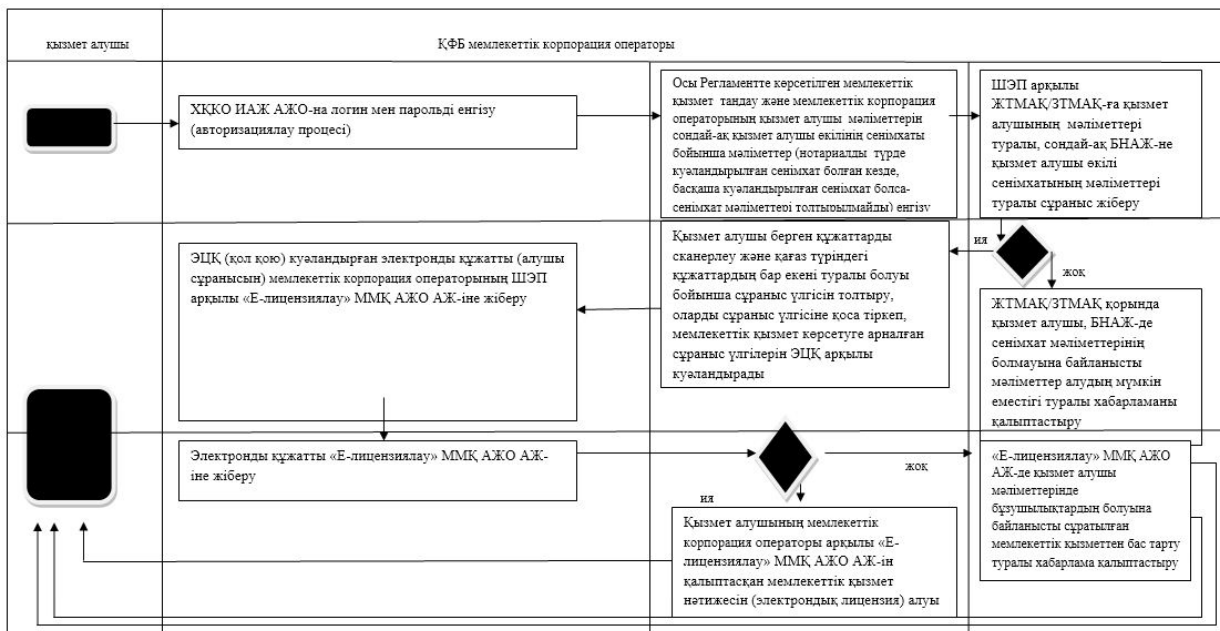 қызмет алушы
ҚФБ мемлекеттік корпорация операторы
ХҚКО ИАЖ АЖО-на логин мен парольді енгізу
(авторизациялау процесі)
Осы Регламентте көрсетілген мемлекеттік
қызмет таңдау және мемлекеттік корпорация
операторының қызмет алушы мәліметтерін
сондай-ақ қызмет алушы өкілінің сенімхаты
бойынша мәліметтер (нотариалды түрде
куәландырылған сенімхат болған кезде,
басқаша куәландырылған сенімхат болса-
сенімхат мәліметтері толтырылмайды) енгізу
ШЭП арқылы
ЖТМАҚ/ЗТМАҚ-ға қызмет
алушының мәліметтері
туралы, сондай-ақ БНАЖ-не
қызмет алушы өкілі
сенімхатының мәліметтері
туралы сұраныс жіберу
ия
жоқ
ЭЦҚ (қол қою) куәландырған электронды құжатты (алушы
сұранысын) мемлекеттік корпорация операторының ШЭП
арқылы «Е-лицензиялау» ММҚ АЖО АЖ-іне жіберу
Қызмет алушы берген құжаттарды
сканерлеу және қағаз түріндегі
құжаттардың бар екені туралы болуы
бойынша сұраныс үлгісін толтыру,
оларды сұраныс үлгісіне қоса тіркеп,
мемлекеттік қызмет көрсетуге арналған
сұраныс үлгілерін ЭЦК арқылы
куәландырады
ЖТМАҚ/ЗТМАҚ қорында
қызмет алушы, БНАЖ-де
сенімхат мәліметтерінің
болмауына байланысты
мәліметтер алудың мүмкін
еместігі туралы хабарламаны
қалыптастыру
Электронды құжатты «Е-лицензиялау» ММҚ АЖО АЖ-
іне жіберу
жоқ
ия
«Е-лицензиялау» ММҚ АЖО
АЖ-де қызмет алушы
мәліметтерінде
бұзушылықтардың болуына
байланысты сұратылған
мемлекеттік қызметтен бас тарту
туралы хабарлама қалыптастыру
Қызмет алушының мемлекеттік
корпорация операторы арқылы «Е-
лицензиялау» ММҚ АЖО АЖ-ін
қалыптасқан мемлекеттік қызмет
нәтижесін (электрондық лицензия) алуы